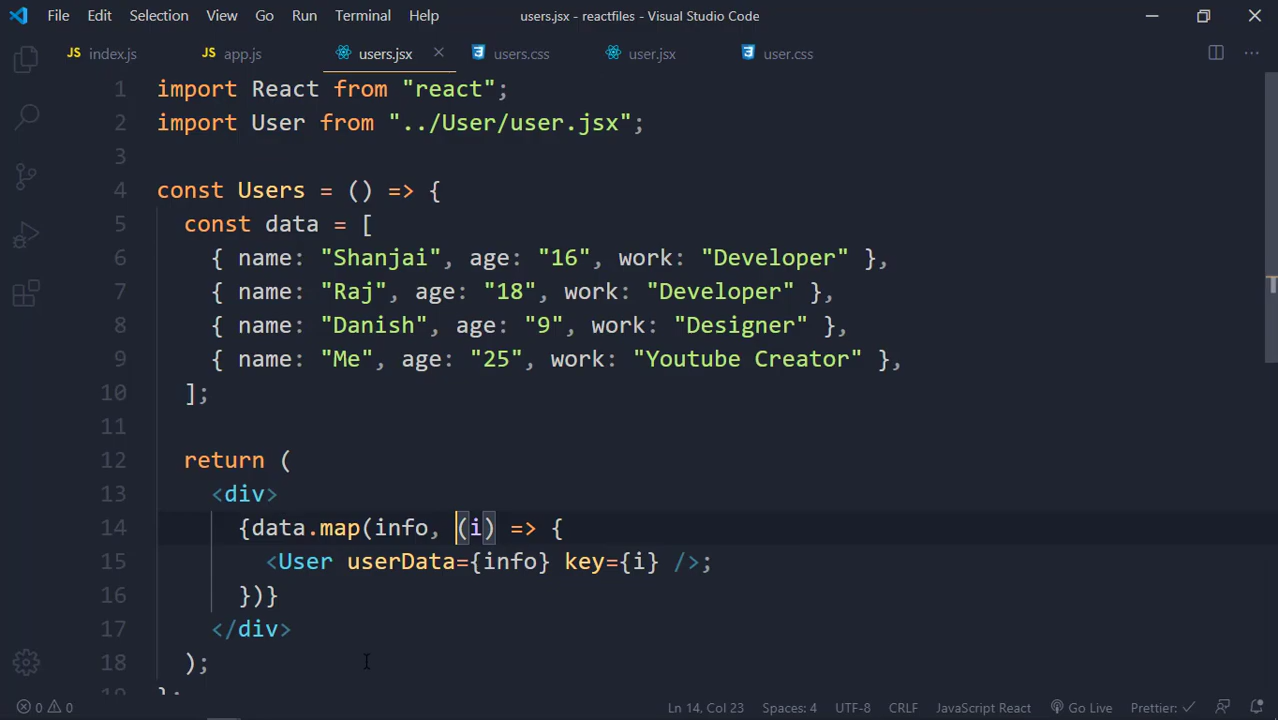 File Edit Selection View Go Run Terminal Help users.jsx - reactfiles - Visual Studio Code
JS index.js JS app.js users.jsx users.css user.jsx user.css
1 import React from "react";
2 import User from "../User/user.jsx";
3
4 const Users = () => {
5 const data = [
6 { name: "Shanjai", age: "16", work: "Developer" },
7 { name: "Raj", age: "18", work: "Developer" },
8 { name: "Danish", age: "9", work: "Designer" },
9 { name: "Me", age: "25", work: "Youtube Creator" },
10 ];
11
12 return (
13 <div>
14 {data.map(info, (i) => {
15 <User userData={info} key={i} />;
16 })}
17 </div>
18 );
19 };
0 0 Ln 14, Col 23 Spaces: 4 UTF-8 CRLF JavaScript React Go Live Prettier: ✓